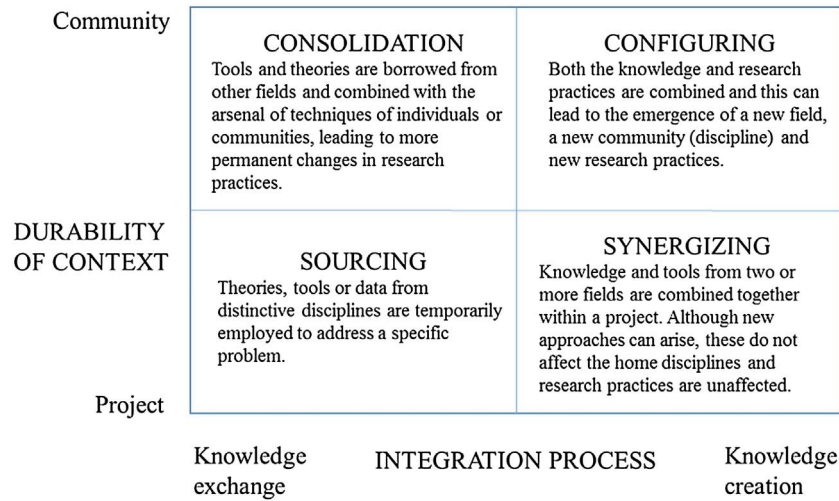 Community
CONSOLIDATION
Tools and theories are borrowed from
other fields and combined with the
arsenal of techniques of individuals or
communities, leading to more
permanent changes in research
practices.
CONFIGURING
Both the knowledge and research
practices are combined and this can
lead to the emergence of a new field,
a new community (discipline) and
new research practices.
DURABILITY
OF CONTEXT
SOURCING
Theories, tools or data from
distinctive disciplines are temporarily
employed to address a specific
problem.
SYNERGIZING
Knowledge and tools from two or
more fields are combined together
within a project. Although new
approaches can arise, these do not
affect the home disciplines and
research practices are unaffected.
Project
Knowledge
exchange
INTEGRATION PROCESS
Knowledge
creation